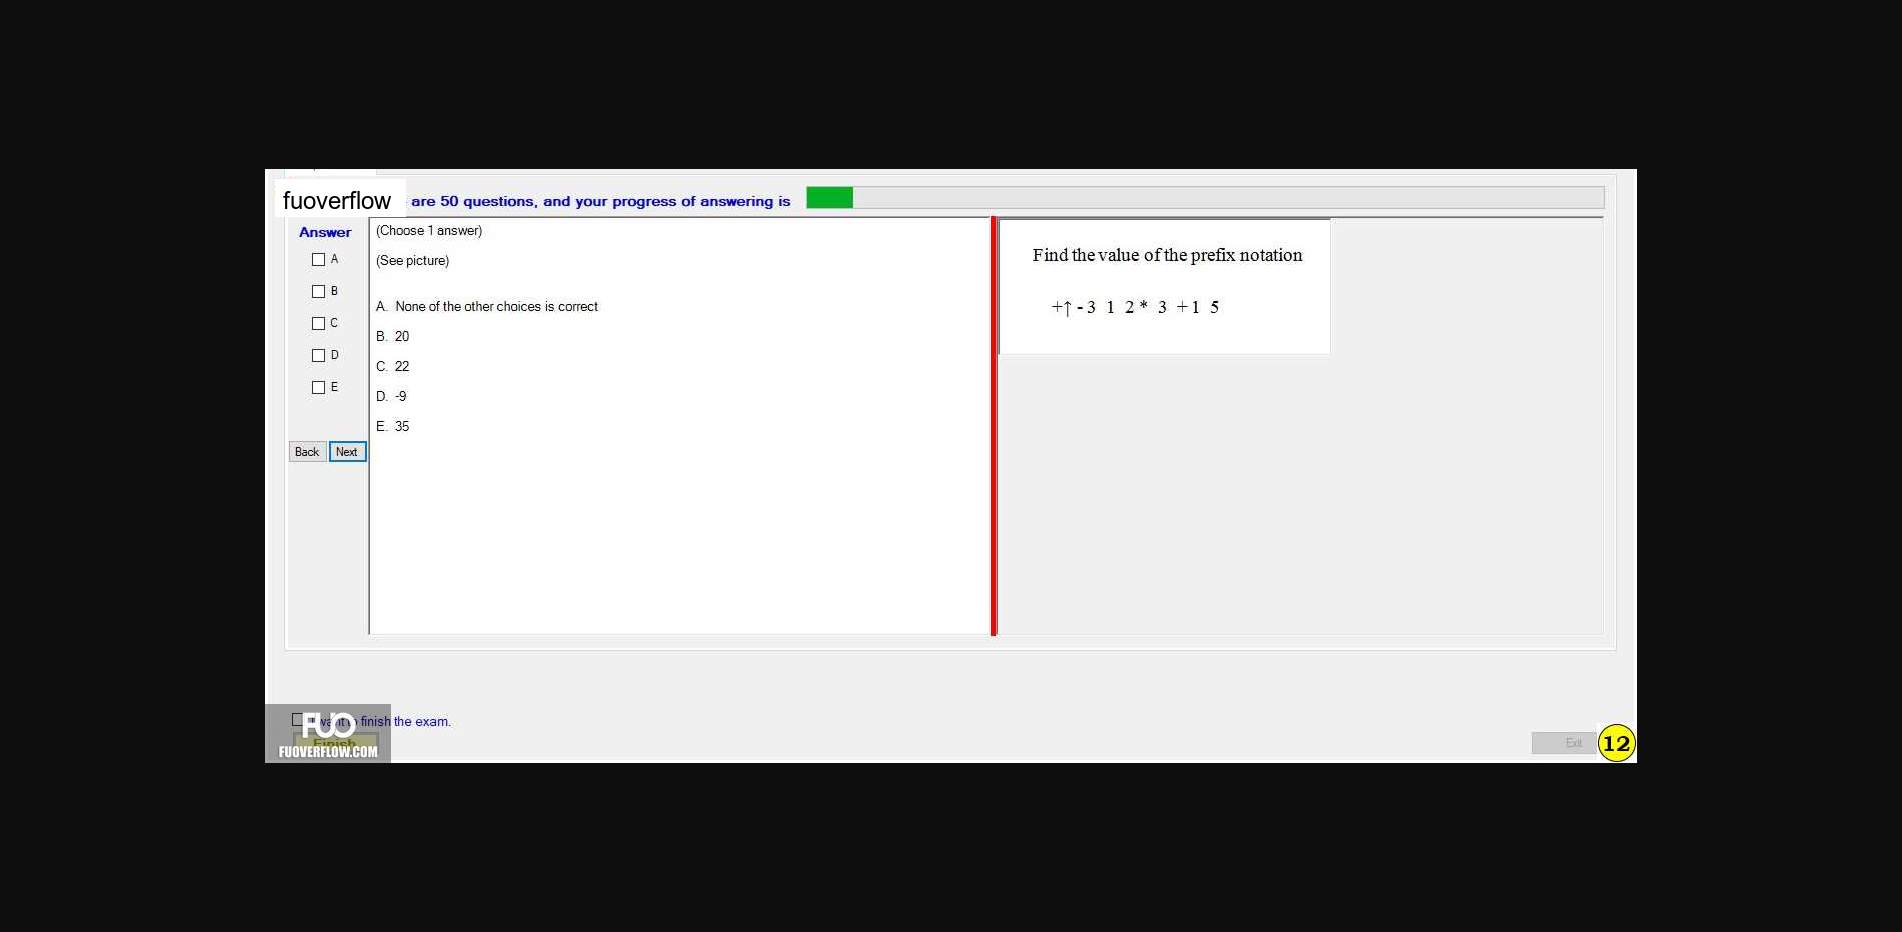 fuoverflow are 50 questions, and your progress of answering is
Answer
A
B
C
D
E
Back Next
(Choose 1 answer)
(See picture)
A. None of the other choices is correct
B. 20
C. 22
D. -9
E. 35
Find the value of the prefix notation
+↑ - 3 1 2 * 3 + 1 5
I want to finish the exam.
Finish
FUO
FUOVERFLOW.COM
Exit
12